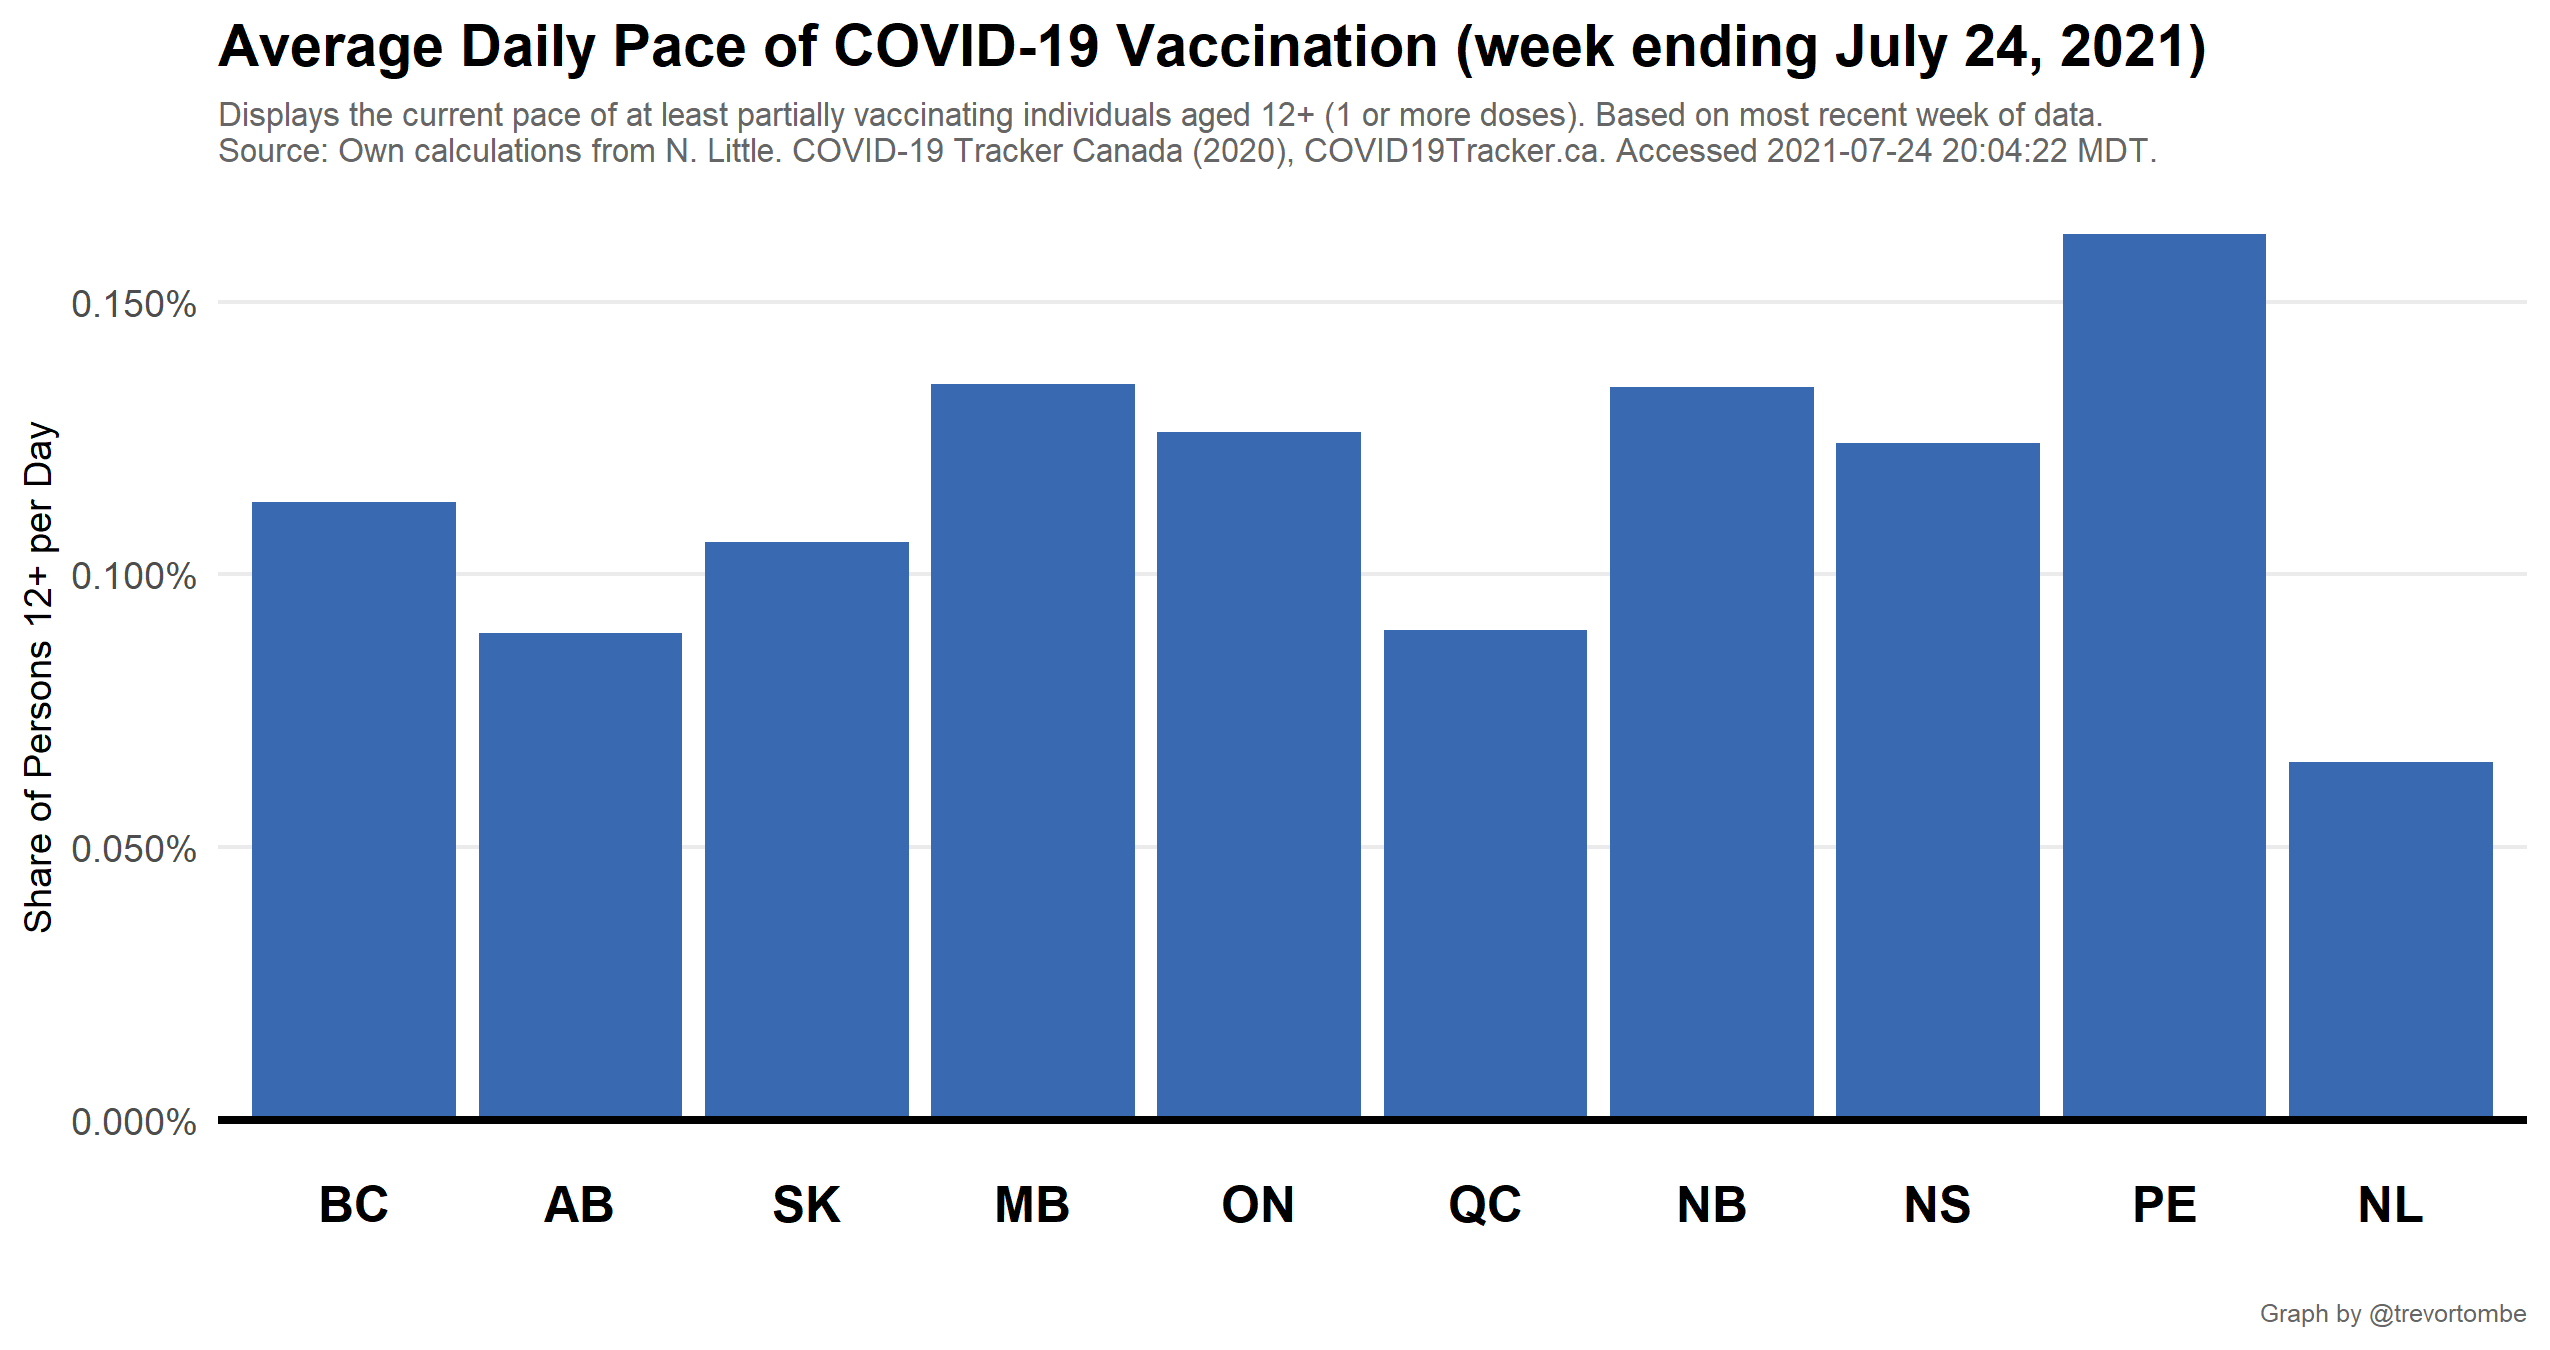 Average Daily Pace of COVID-19 Vaccination (week ending July 24, 2021)
Displays the current pace of at least partially vaccinating individuals aged 12+ (1 or more doses). Based on most recent week of data.
Source: Own calculations from N. Little. COVID-19 Tracker Canada (2020), COVID19Tracker.ca. Accessed 2021-07-24 20:04:22 MDT.
Share of Persons 12+ per Day
0.150%
0.100%
0.050%
0.000%
BC AB SK MB ON QC NB NS PE NL
Graph by @trevortombe